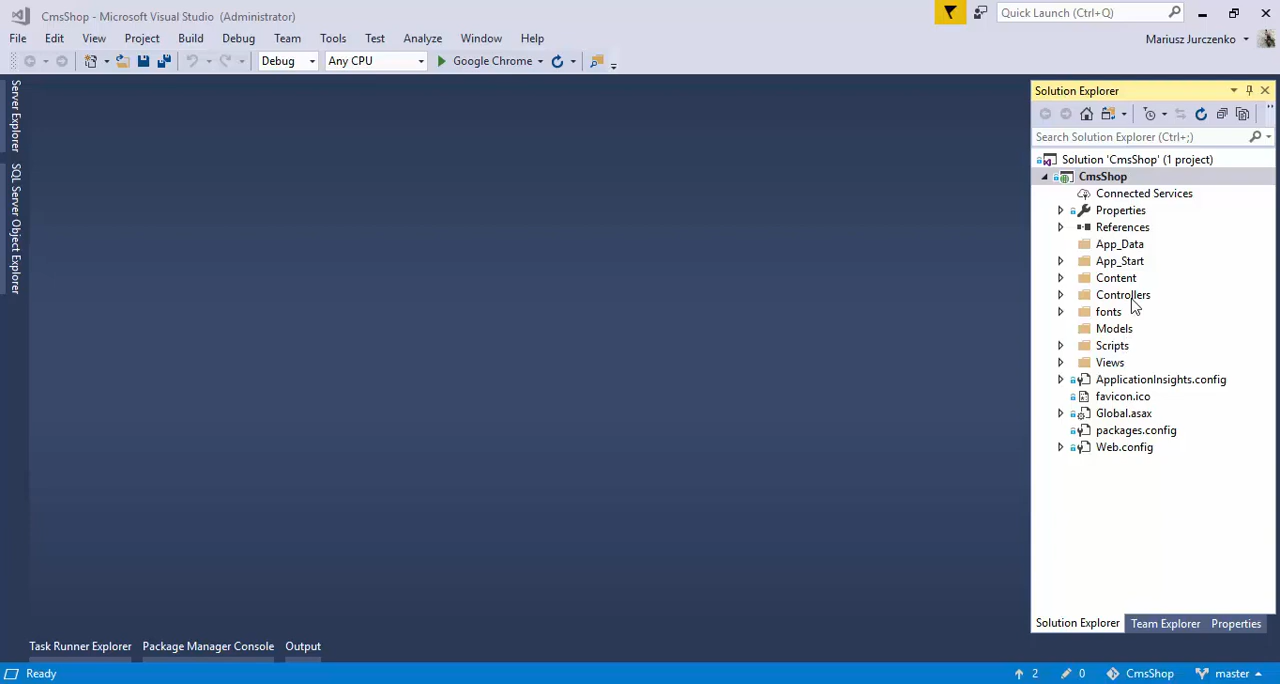 CmsShop - Microsoft Visual Studio (Administrator)
Quick Launch (Ctrl+Q)
File Edit View Project Build Debug Team Tools Test Analyze Window Help
Mariusz Jurczenko
Debug Any CPU Google Chrome
Server Explorer
SQL Server Object Explorer
Solution Explorer
Search Solution Explorer (Ctrl+;)
Solution 'CmsShop' (1 project)
CmsShop
Connected Services
Properties
References
App_Data
App_Start
Content
Controllers
fonts
Models
Scripts
Views
ApplicationInsights.config
favicon.ico
Global.asax
packages.config
Web.config
Solution Explorer Team Explorer Properties
Task Runner Explorer Package Manager Console Output
Ready 2 0 CmsShop master